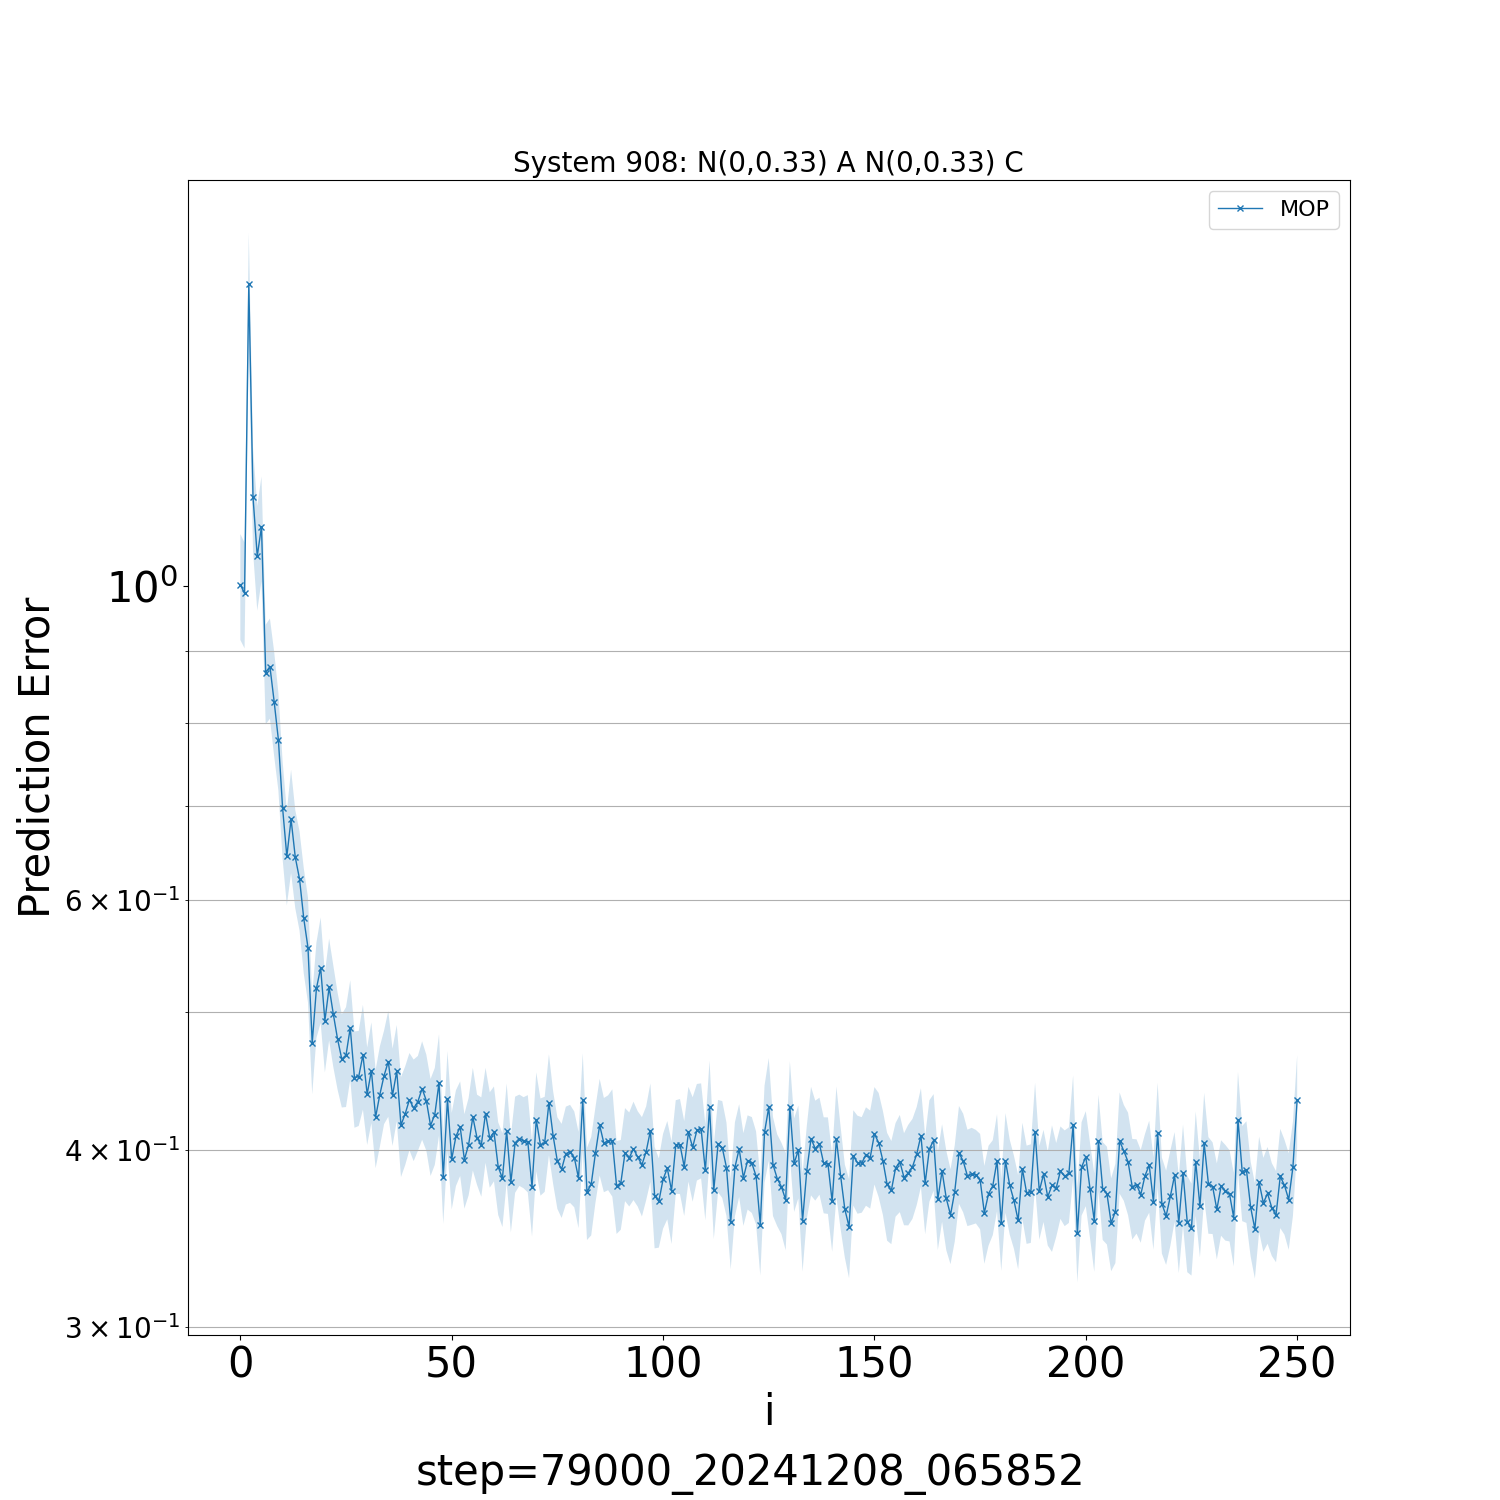 System 908: N(0,0.33) A N(0,0.33) C
MOP
Prediction Error
10⁰
6 × 10⁻¹
4 × 10⁻¹
3 × 10⁻¹
0 50 100 150 200 250
i
step=79000_20241208_065852